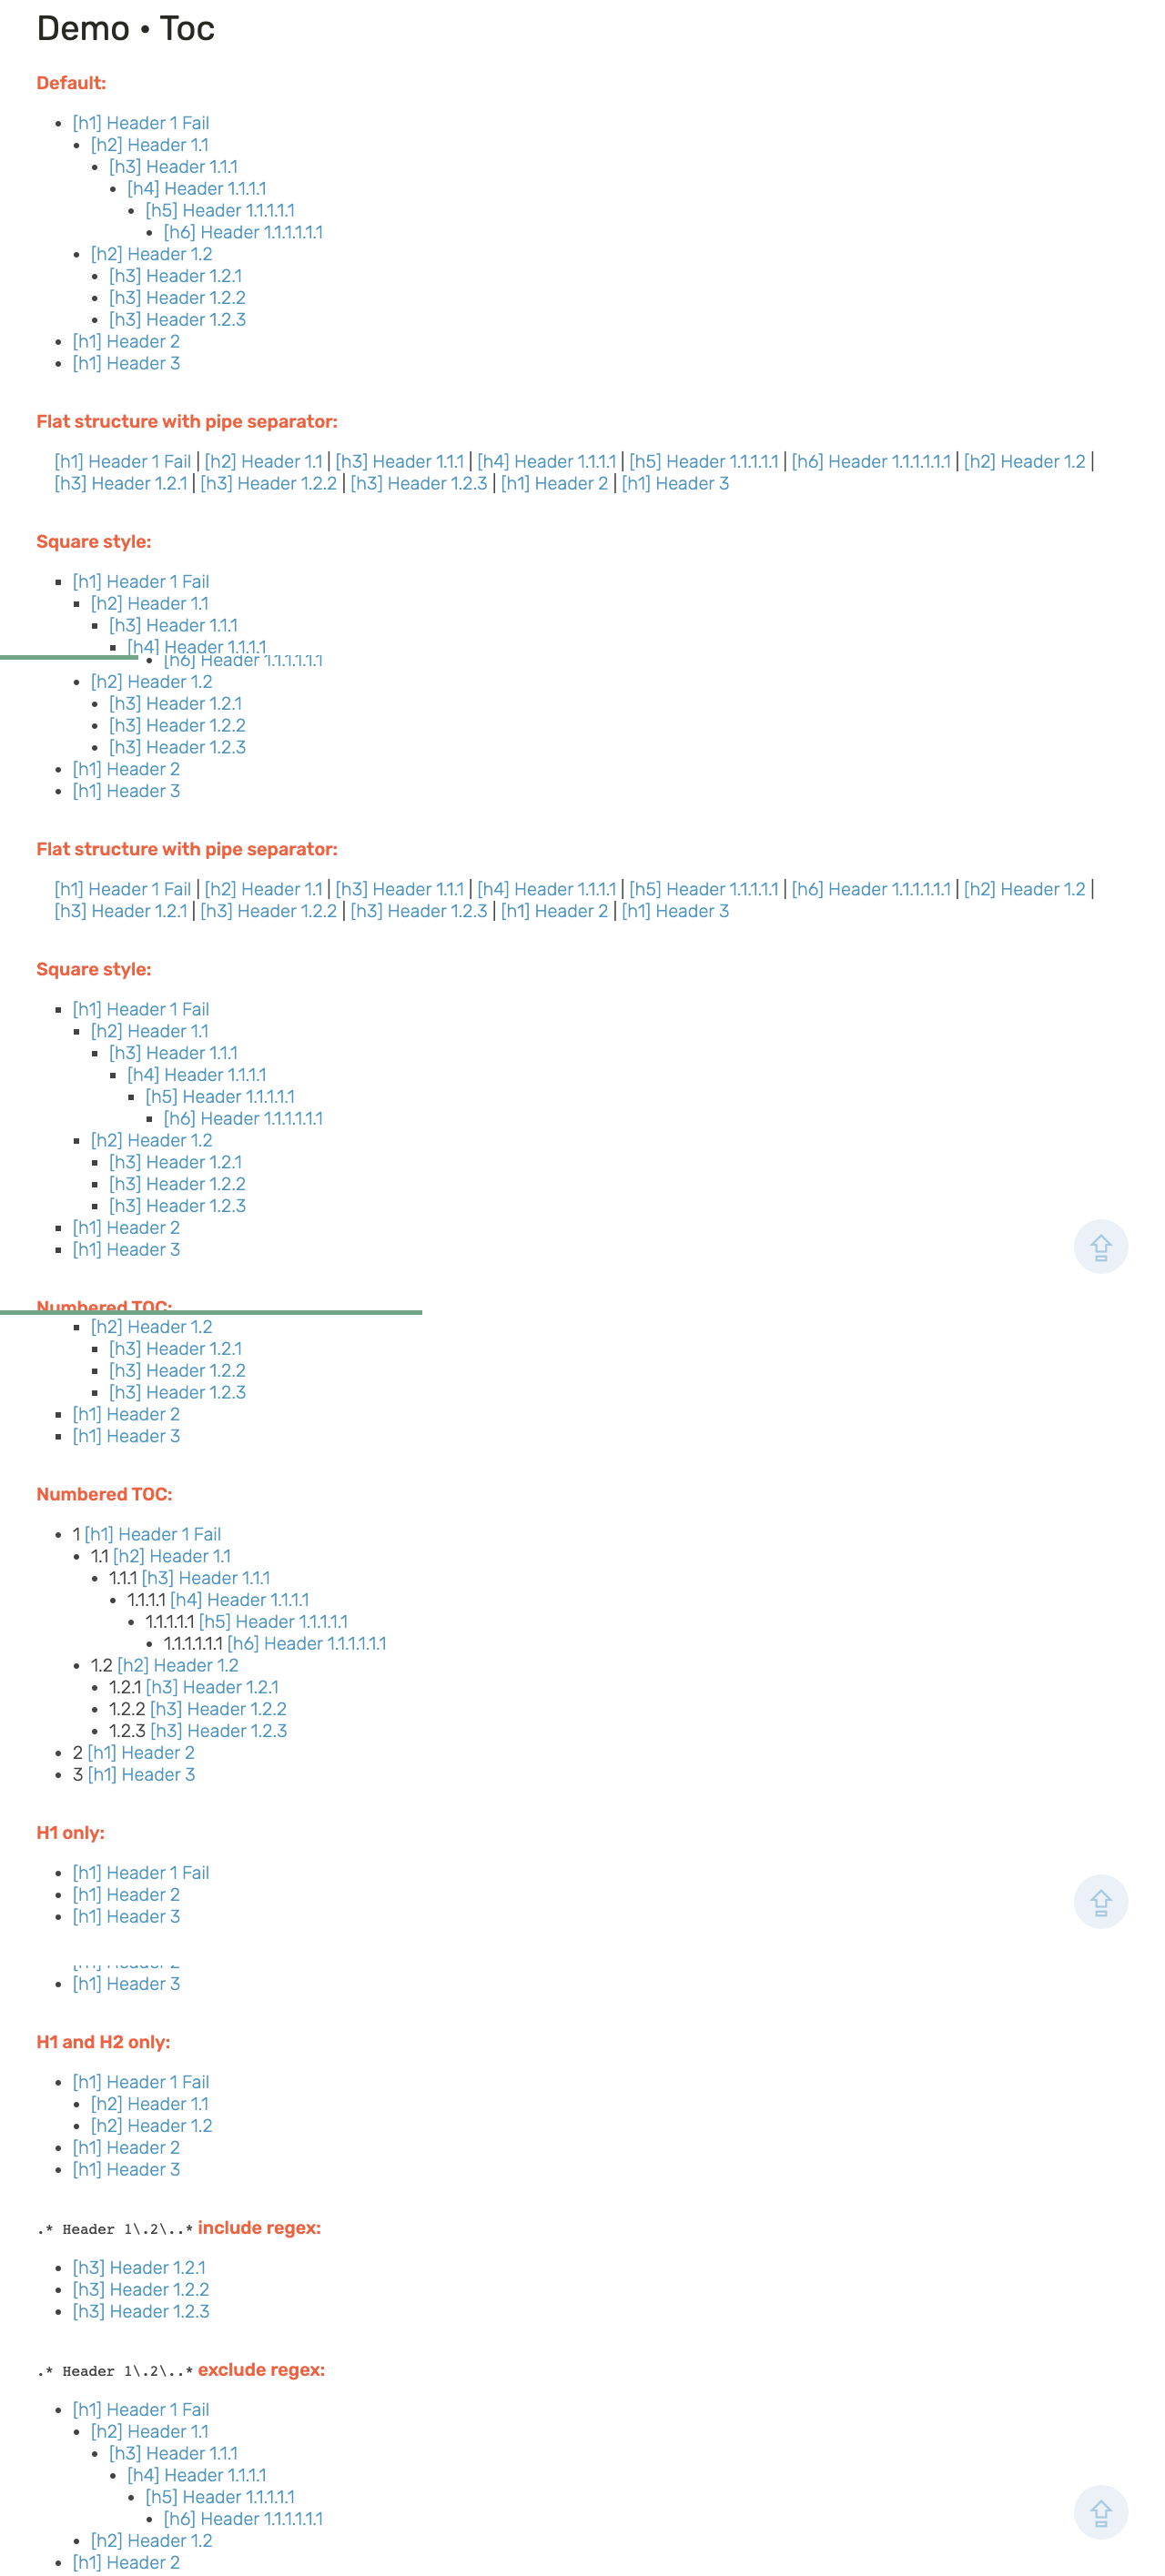 Demo • Toc
Default:
• [h1] Header 1 Fail
• [h2] Header 1.1
• [h3] Header 1.1.1
• [h4] Header 1.1.1.1
• [h5] Header 1.1.1.1.1
• [h6] Header 1.1.1.1.1.1
• [h2] Header 1.2
• [h3] Header 1.2.1
• [h3] Header 1.2.2
• [h3] Header 1.2.3
• [h1] Header 2
• [h1] Header 3
Flat structure with pipe separator:
[h1] Header 1 Fail | [h2] Header 1.1 | [h3] Header 1.1.1 | [h4] Header 1.1.1.1 | [h5] Header 1.1.1.1.1 | [h6] Header 1.1.1.1.1.1 | [h2] Header 1.2 |
[h3] Header 1.2.1 | [h3] Header 1.2.2 | [h3] Header 1.2.3 | [h1] Header 2 | [h1] Header 3
Square style:
▪ [h1] Header 1 Fail
▪ [h2] Header 1.1
▪ [h3] Header 1.1.1
▪ [h4] Header 1.1.1.1
• [h6] Header 1.1.1.1.1.1
• [h2] Header 1.2
• [h3] Header 1.2.1
• [h3] Header 1.2.2
• [h3] Header 1.2.3
• [h1] Header 2
• [h1] Header 3
Flat structure with pipe separator:
[h1] Header 1 Fail | [h2] Header 1.1 | [h3] Header 1.1.1 | [h4] Header 1.1.1.1 | [h5] Header 1.1.1.1.1 | [h6] Header 1.1.1.1.1.1 | [h2] Header 1.2 |
[h3] Header 1.2.1 | [h3] Header 1.2.2 | [h3] Header 1.2.3 | [h1] Header 2 | [h1] Header 3
Square style:
▪ [h1] Header 1 Fail
▪ [h2] Header 1.1
▪ [h3] Header 1.1.1
▪ [h4] Header 1.1.1.1
▪ [h5] Header 1.1.1.1.1
▪ [h6] Header 1.1.1.1.1.1
▪ [h2] Header 1.2
▪ [h3] Header 1.2.1
▪ [h3] Header 1.2.2
▪ [h3] Header 1.2.3
▪ [h1] Header 2
▪ [h1] Header 3
Numbered TOC:
▪ [h2] Header 1.2
▪ [h3] Header 1.2.1
▪ [h3] Header 1.2.2
▪ [h3] Header 1.2.3
▪ [h1] Header 2
▪ [h1] Header 3
Numbered TOC:
• 1 [h1] Header 1 Fail
• 1.1 [h2] Header 1.1
• 1.1.1 [h3] Header 1.1.1
• 1.1.1.1 [h4] Header 1.1.1.1
• 1.1.1.1.1 [h5] Header 1.1.1.1.1
• 1.1.1.1.1.1 [h6] Header 1.1.1.1.1.1
• 1.2 [h2] Header 1.2
• 1.2.1 [h3] Header 1.2.1
• 1.2.2 [h3] Header 1.2.2
• 1.2.3 [h3] Header 1.2.3
• 2 [h1] Header 2
• 3 [h1] Header 3
H1 only:
• [h1] Header 1 Fail
• [h1] Header 2
• [h1] Header 3
• [h1] Header 3
H1 and H2 only:
• [h1] Header 1 Fail
• [h2] Header 1.1
• [h2] Header 1.2
• [h1] Header 2
• [h1] Header 3
.* Header 1\.2\..* include regex:
• [h3] Header 1.2.1
• [h3] Header 1.2.2
• [h3] Header 1.2.3
.* Header 1\.2\..* exclude regex:
• [h1] Header 1 Fail
• [h2] Header 1.1
• [h3] Header 1.1.1
• [h4] Header 1.1.1.1
• [h5] Header 1.1.1.1.1
• [h6] Header 1.1.1.1.1.1
• [h2] Header 1.2
• [h1] Header 2